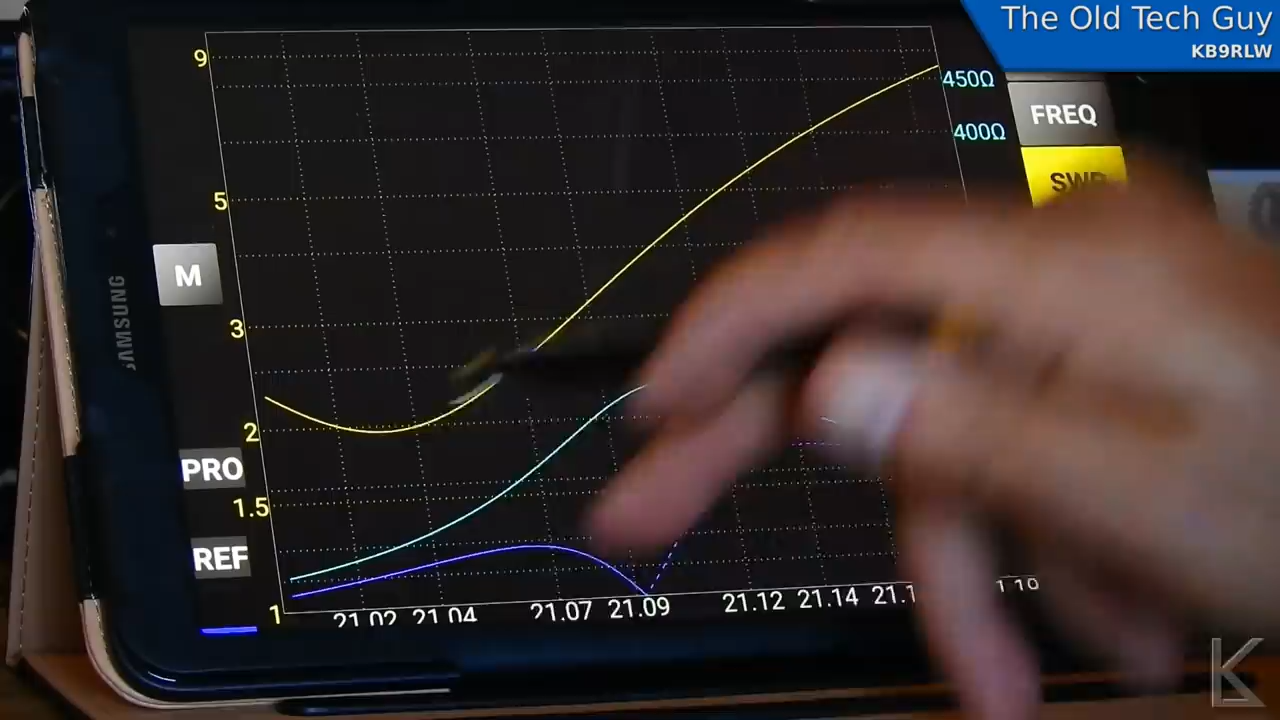 The Old Tech Guy
KB9RLW
9
450Ω
FREQ
400Ω
SWR
5
M
SAMSUNG
3
2
PRO
1.5
REF
1
21.02 21.04 21.07 21.09 21.12 21.14